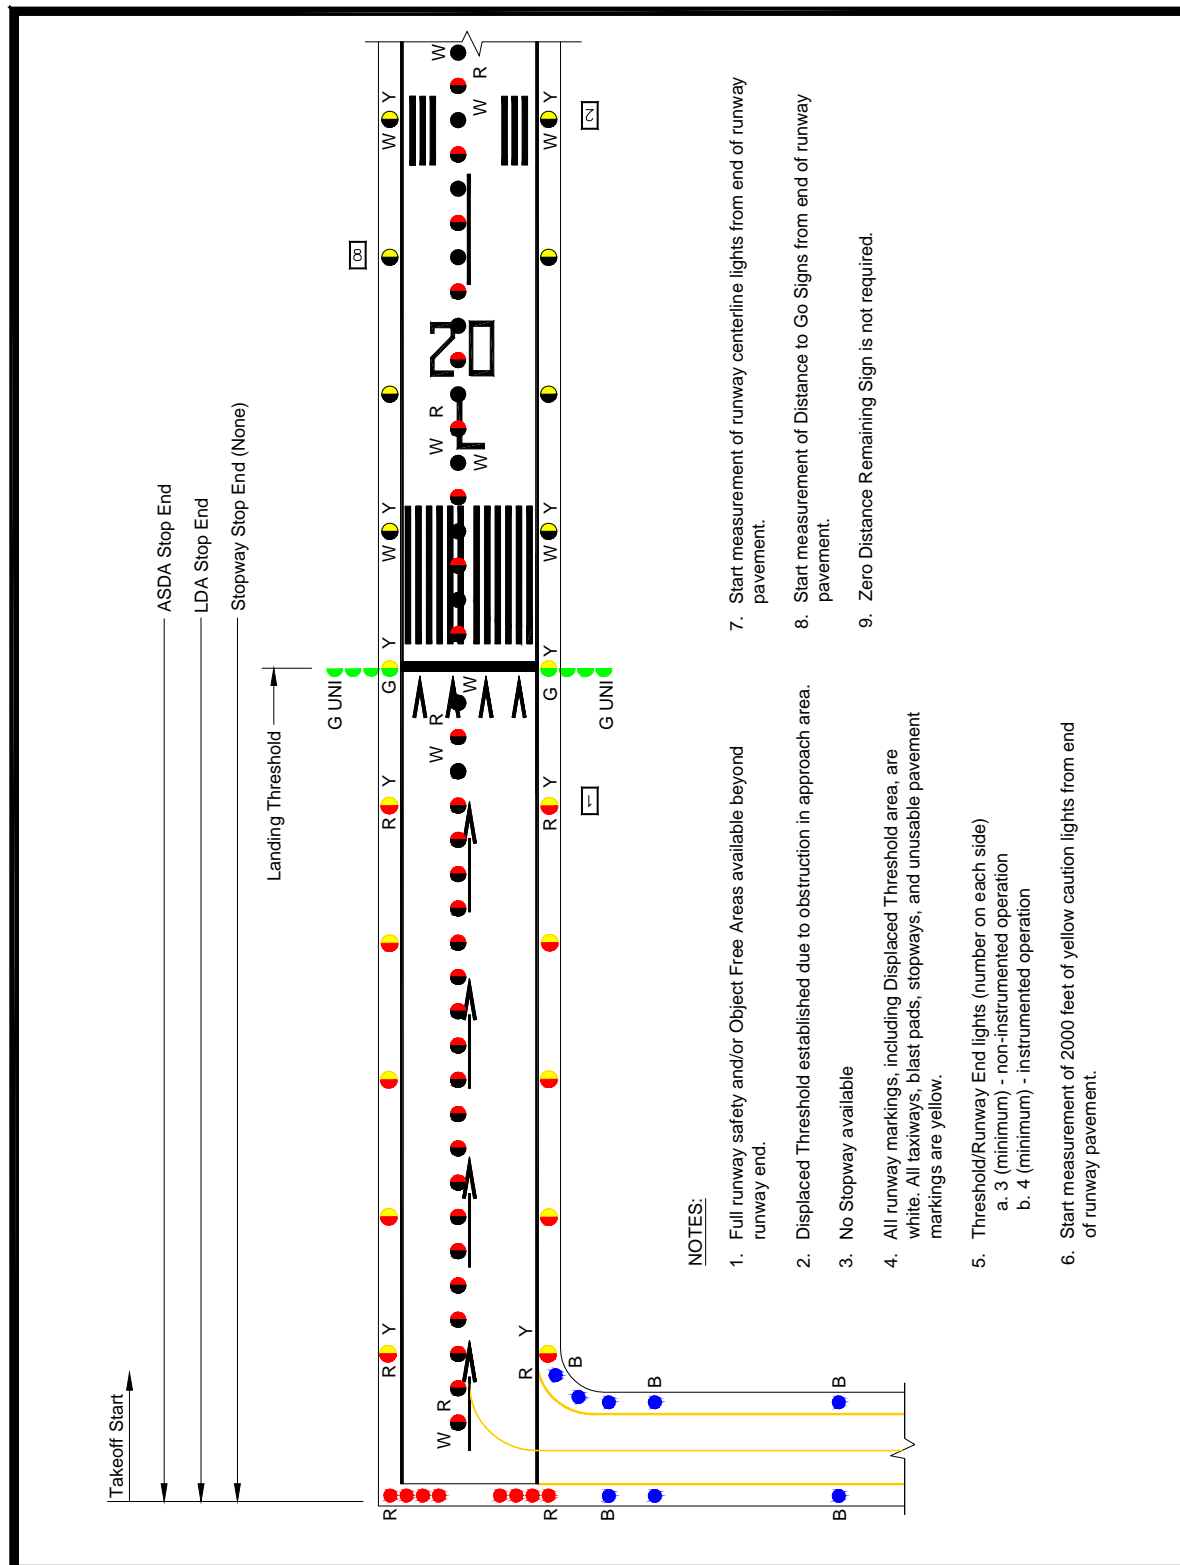 Takeoff Start
ASDA Stop End
LDA Stop End
Stopway Stop End (None)
Landing Threshold
G UNI
8
R
R Y
R Y
G Y
W Y
W Y
W R
W R
W
W R
W
W
R
W
20
L
R
R Y
R Y
G Y
W Y
W Y
G UNI
1
2
B
B
B
B
B
NOTES:
1. Full runway safety and/or Object Free Areas available beyond
runway end.
2. Displaced Threshold established due to obstruction in approach area.
3. No Stopway available
4. All runway markings, including Displaced Threshold area, are
white. All taxiways, blast pads, stopways, and unusable pavement
markings are yellow.
5. Threshold/Runway End lights (number on each side)
a. 3 (minimum) - non-instrumented operation
b. 4 (minimum) - instrumented operation
6. Start measurement of 2000 feet of yellow caution lights from end
of runway pavement.
7. Start measurement of runway centerline lights from end of runway
pavement.
8. Start measurement of Distance to Go Signs from end of runway
pavement.
9. Zero Distance Remaining Sign is not required.